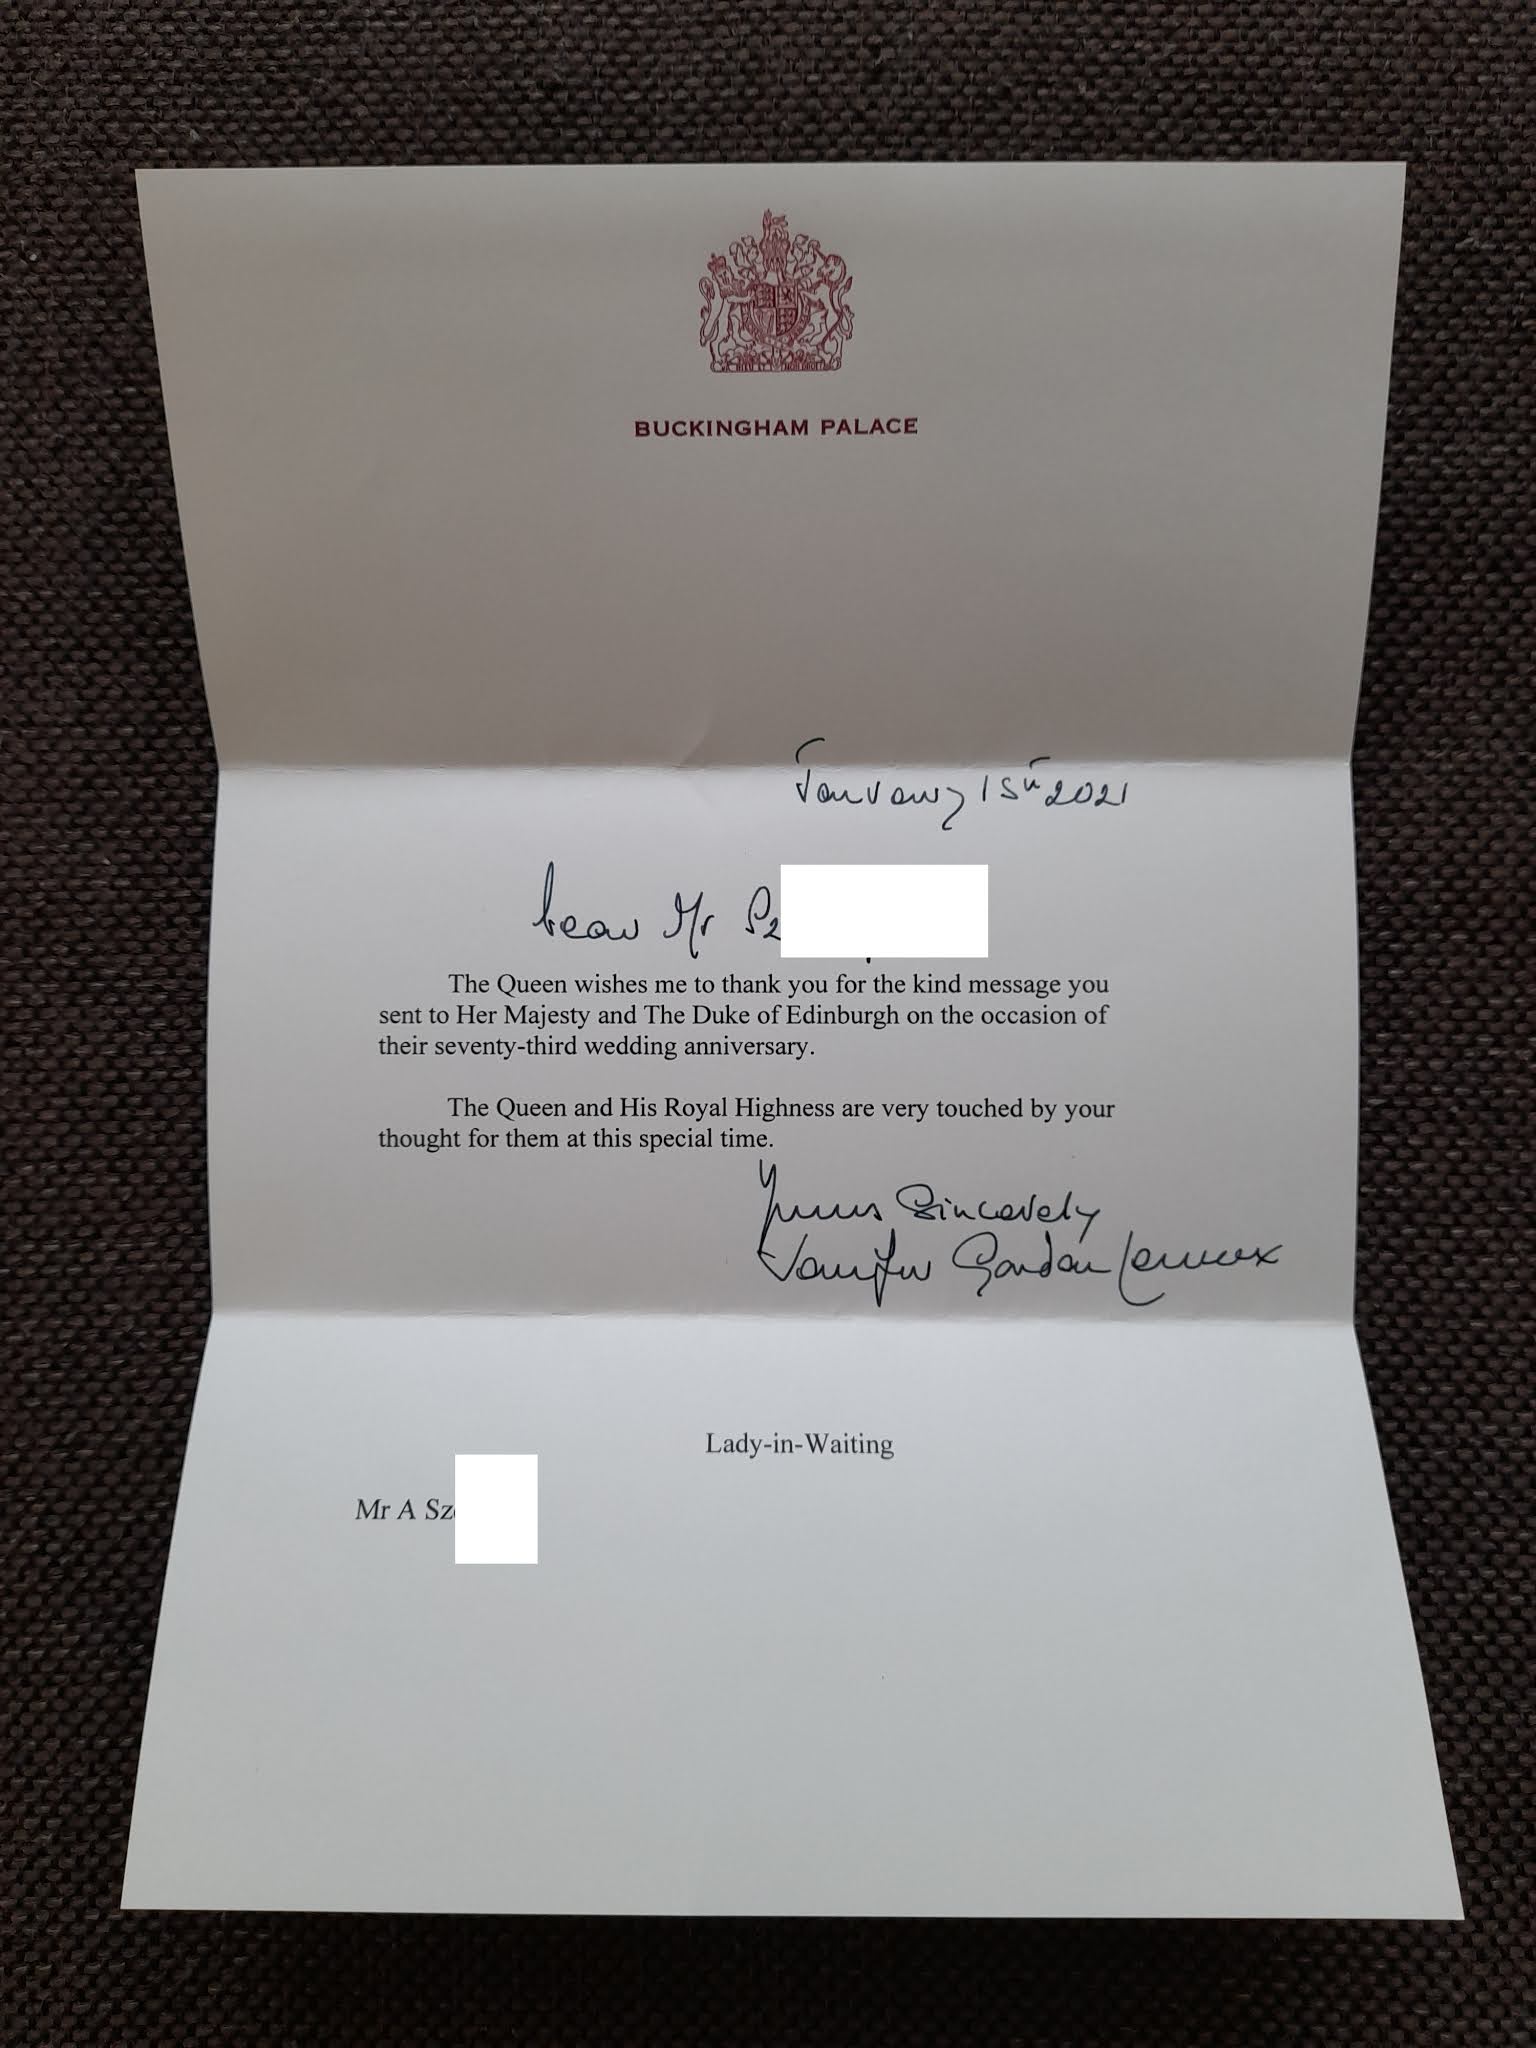 BUCKINGHAM PALACE
January 15th 2021
Dear Mr Sz
The Queen wishes me to thank you for the kind message you
sent to Her Majesty and The Duke of Edinburgh on the occasion of
their seventy-third wedding anniversary.
The Queen and His Royal Highness are very touched by your
thought for them at this special time.
Yours Sincerely
Jennifer Gordon Lennox
Lady-in-Waiting
Mr A Sz